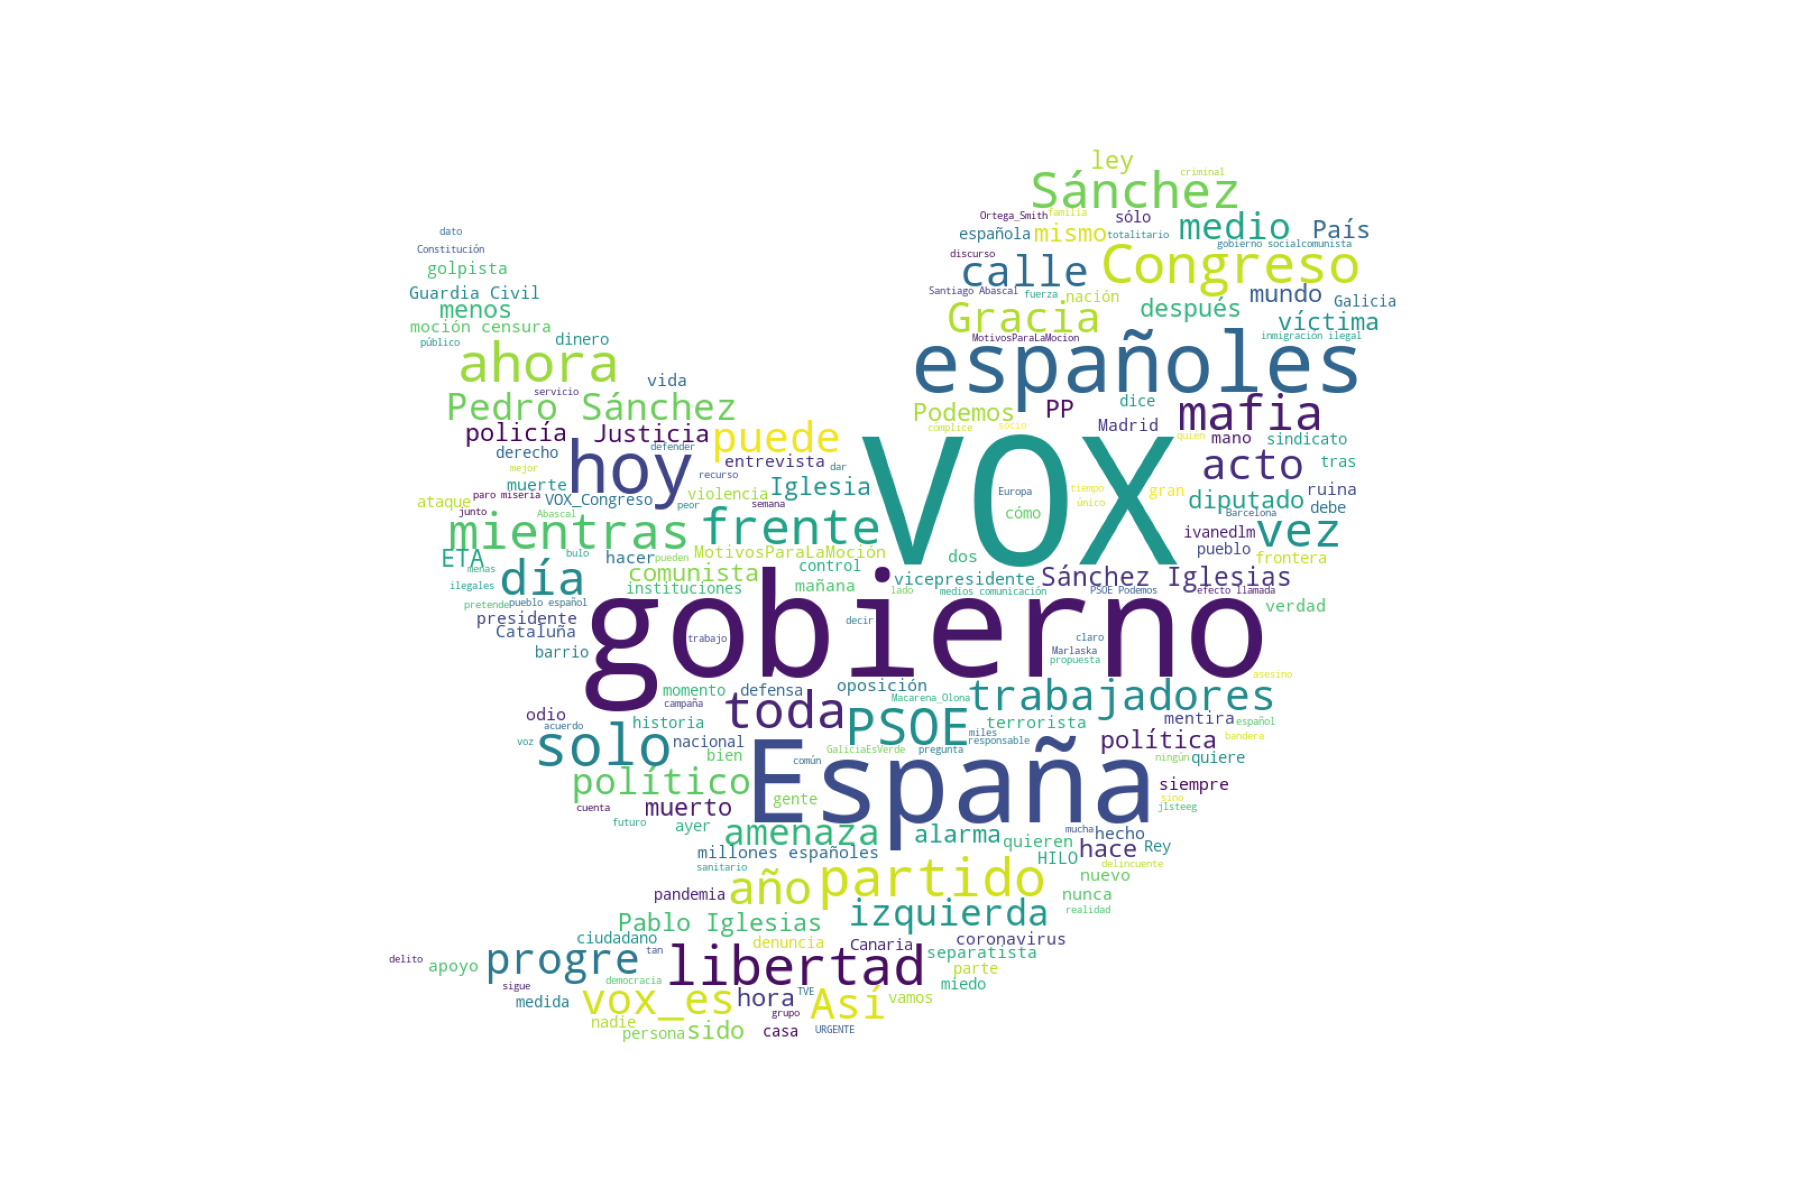 ley
criminal
Sánchez
Ortega_Smith
familia
sólo
medio
País
dato
española
mismo
totalitario
gobierno socialcomunista
Constitución
discurso
calle
Congreso
golpista
Santiago Abascal
fuerza
nación
mundo
Galicia
Guardia Civil
menos
Gracia
después
víctima
moción censura
dinero
MotivosParaLaMocion
inmigración ilegal
público
ahora
españoles
vida
servicio
Pedro Sánchez
Podemos
PP
dice
mafia
policía
Justicia
puede
cómplice
socio
Madrid
quien
mano
sindicato
derecho
defender
hoy
entrevista
VOX
acto
tras
mejor
recurso
dar
muerte
paro miseria
VOX_Congreso
violencia
Iglesia
Europa
tiempo
gran
diputado
ruina
ataque
junto
Abascal
peor
semana
único
cómo
Barcelona
debe
mientras
frente
ivanedlm
vez
ETA
bulo
hacer
pueden
MotivosParaLaMoción
dos
pueblo
frontera
menas
día
comunista
control
vicepresidente
Sánchez Iglesias
ilegales
instituciones
mañana
lado
medios comunicación
PSOE Podemos
efecto llamada
pretende
pueblo español
verdad
presidente
gobierno
decir
Cataluña
trabajo
claro
barrio
Marlaska
propuesta
asesino
momento
defensa
oposición
Macarena_Olona
trabajadores
campaña
odio
acuerdo
historia
toda
PSOE
terrorista
mentira
español
voz
solo
nacional
miles
responsable
política
bandera
bien
GaliciaEsVerde
pregunta
común
España
ningún
quiere
político
siempre
gente
sino
cuenta
muerto
jlsteeg
futuro
ayer
amenaza
alarma
mucha
hecho
quieren
hace
Rey
millones españoles
HILO
delincuente
sanitario
nuevo
pandemia
año
partido
nunca
realidad
Pablo Iglesias
izquierda
ciudadano
denuncia
Canaria
coronavirus
delito
apoyo
progre
tan
libertad
separatista
parte
sigue
democracia
miedo
medida
vox_es
hora
TVE
Así
vamos
nadie
grupo
persona
sido
casa
URGENTE